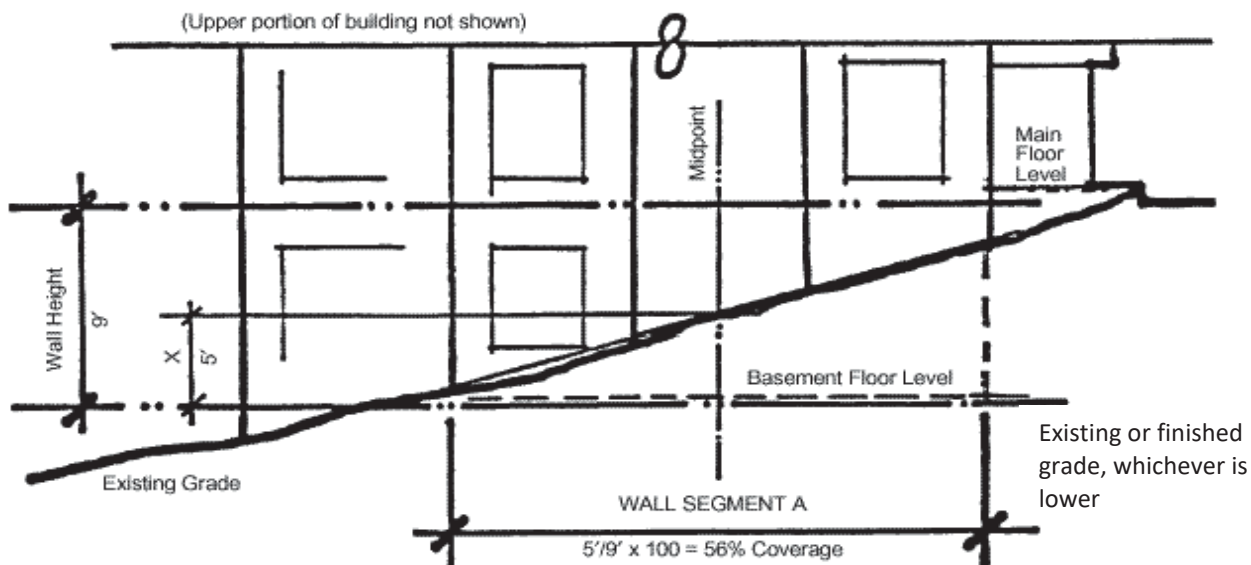 (Upper portion of building not shown)
8
Midpoint
Main
Floor
Level
Wall Height
9'
X
5'
Basement Floor Level
Existing or finished
grade, whichever is
lower
Existing Grade
WALL SEGMENT A
5'/9' x 100 = 56% Coverage